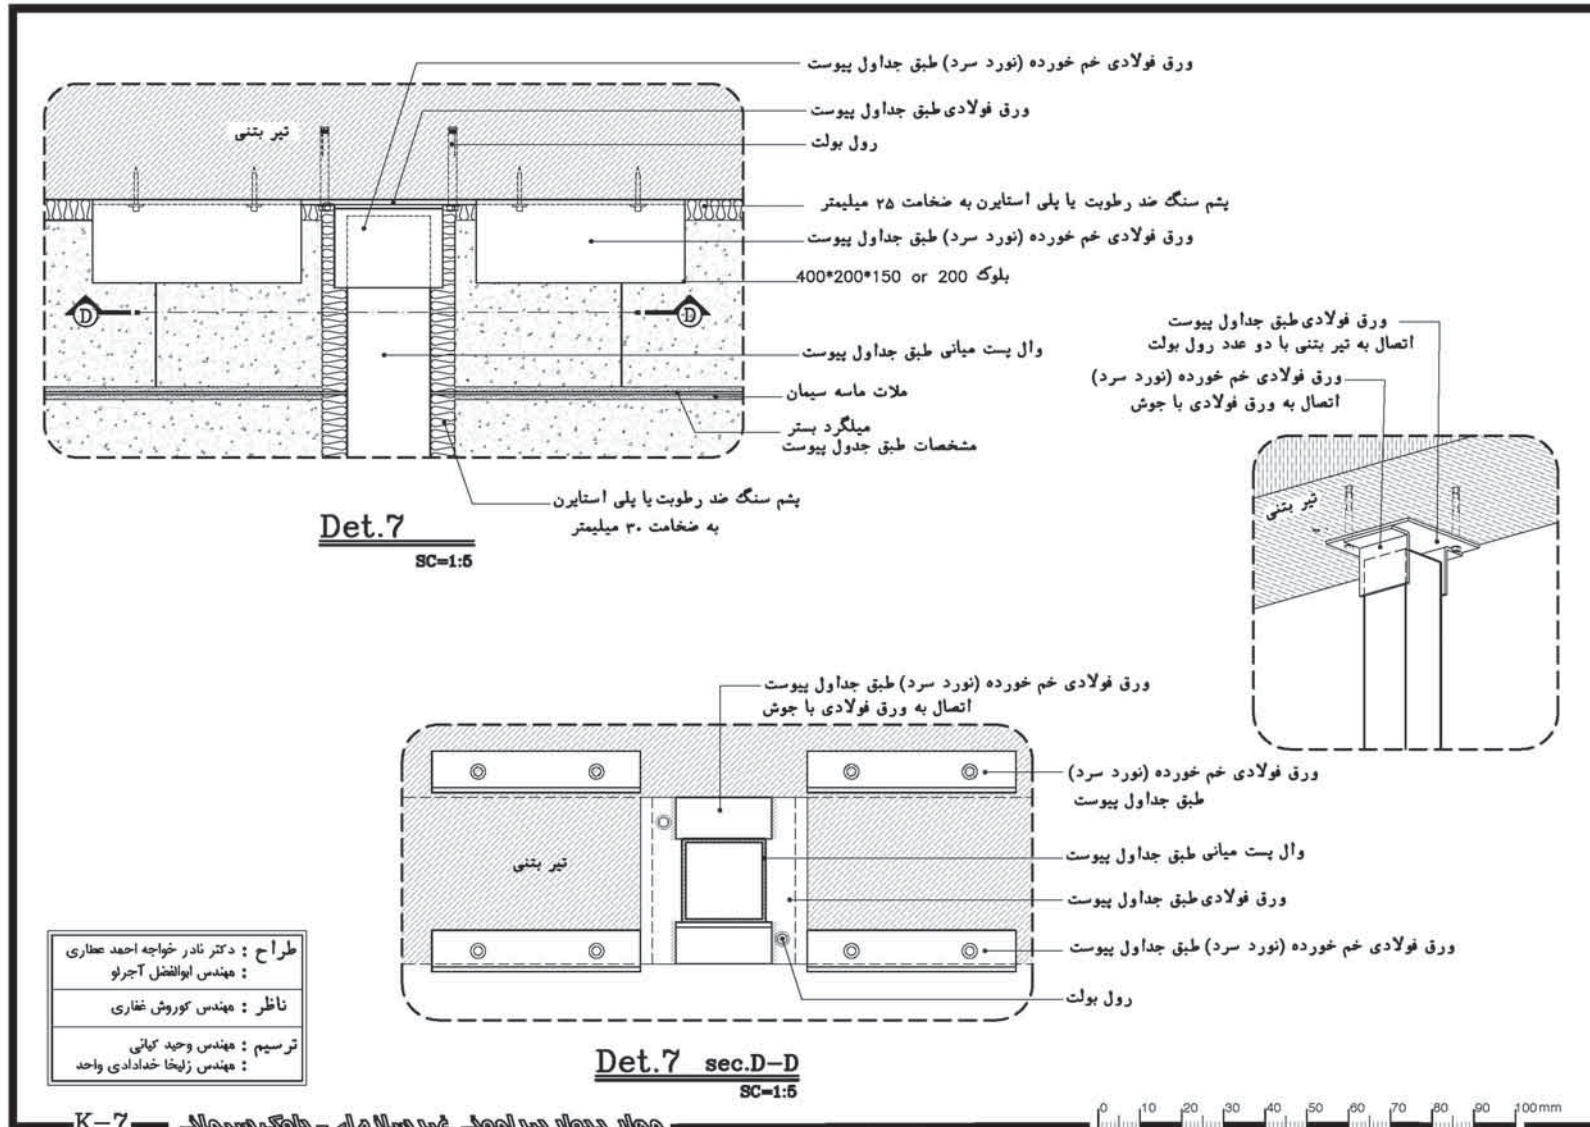 ورق فولادی خم خورده (نورد سرد) طبق جداول پیوست
ورق فولادی طبق جداول پیوست
رول بولت
تیر بتنی
پشم سنگ ضد رطوبت یا پلی استایرن به ضخامت ۲۵ میلیمتر
ورق فولادی خم خورده (نورد سرد) طبق جداول پیوست
بلوک 200 or 150*200*400
D
D
وال پست میانی طبق جداول پیوست
ملات ماسه سیمان
میلگرد بستر
مشخصات طبق جدول پیوست
پشم سنگ ضد رطوبت یا پلی استایرن
به ضخامت ۳۰ میلیمتر
Det.7
SC=1:5
ورق فولادی طبق جداول پیوست
اتصال به تیر بتنی با دو عدد رول بولت
ورق فولادی خم خورده (نورد سرد)
اتصال به ورق فولادی با جوش
تیر بتنی
ورق فولادی خم خورده (نورد سرد) طبق جداول پیوست
اتصال به ورق فولادی با جوش
ورق فولادی خم خورده (نورد سرد)
طبق جداول پیوست
وال پست میانی طبق جداول پیوست
تیر بتنی
ورق فولادی طبق جداول پیوست
ورق فولادی خم خورده (نورد سرد) طبق جداول پیوست
رول بولت
Det.7 sec.D-D
SC=1:5
طراح : دکتر نادر خواجه احمد عطاری
: مهندس ابوالفضل آجرلو
ناظر : مهندس کوروش غفاری
ترسیم : مهندس وحید کیانی
: مهندس زلیخا خدادادی واحد
K-7
0 10 20 30 40 50 60 70 80 90 100mm